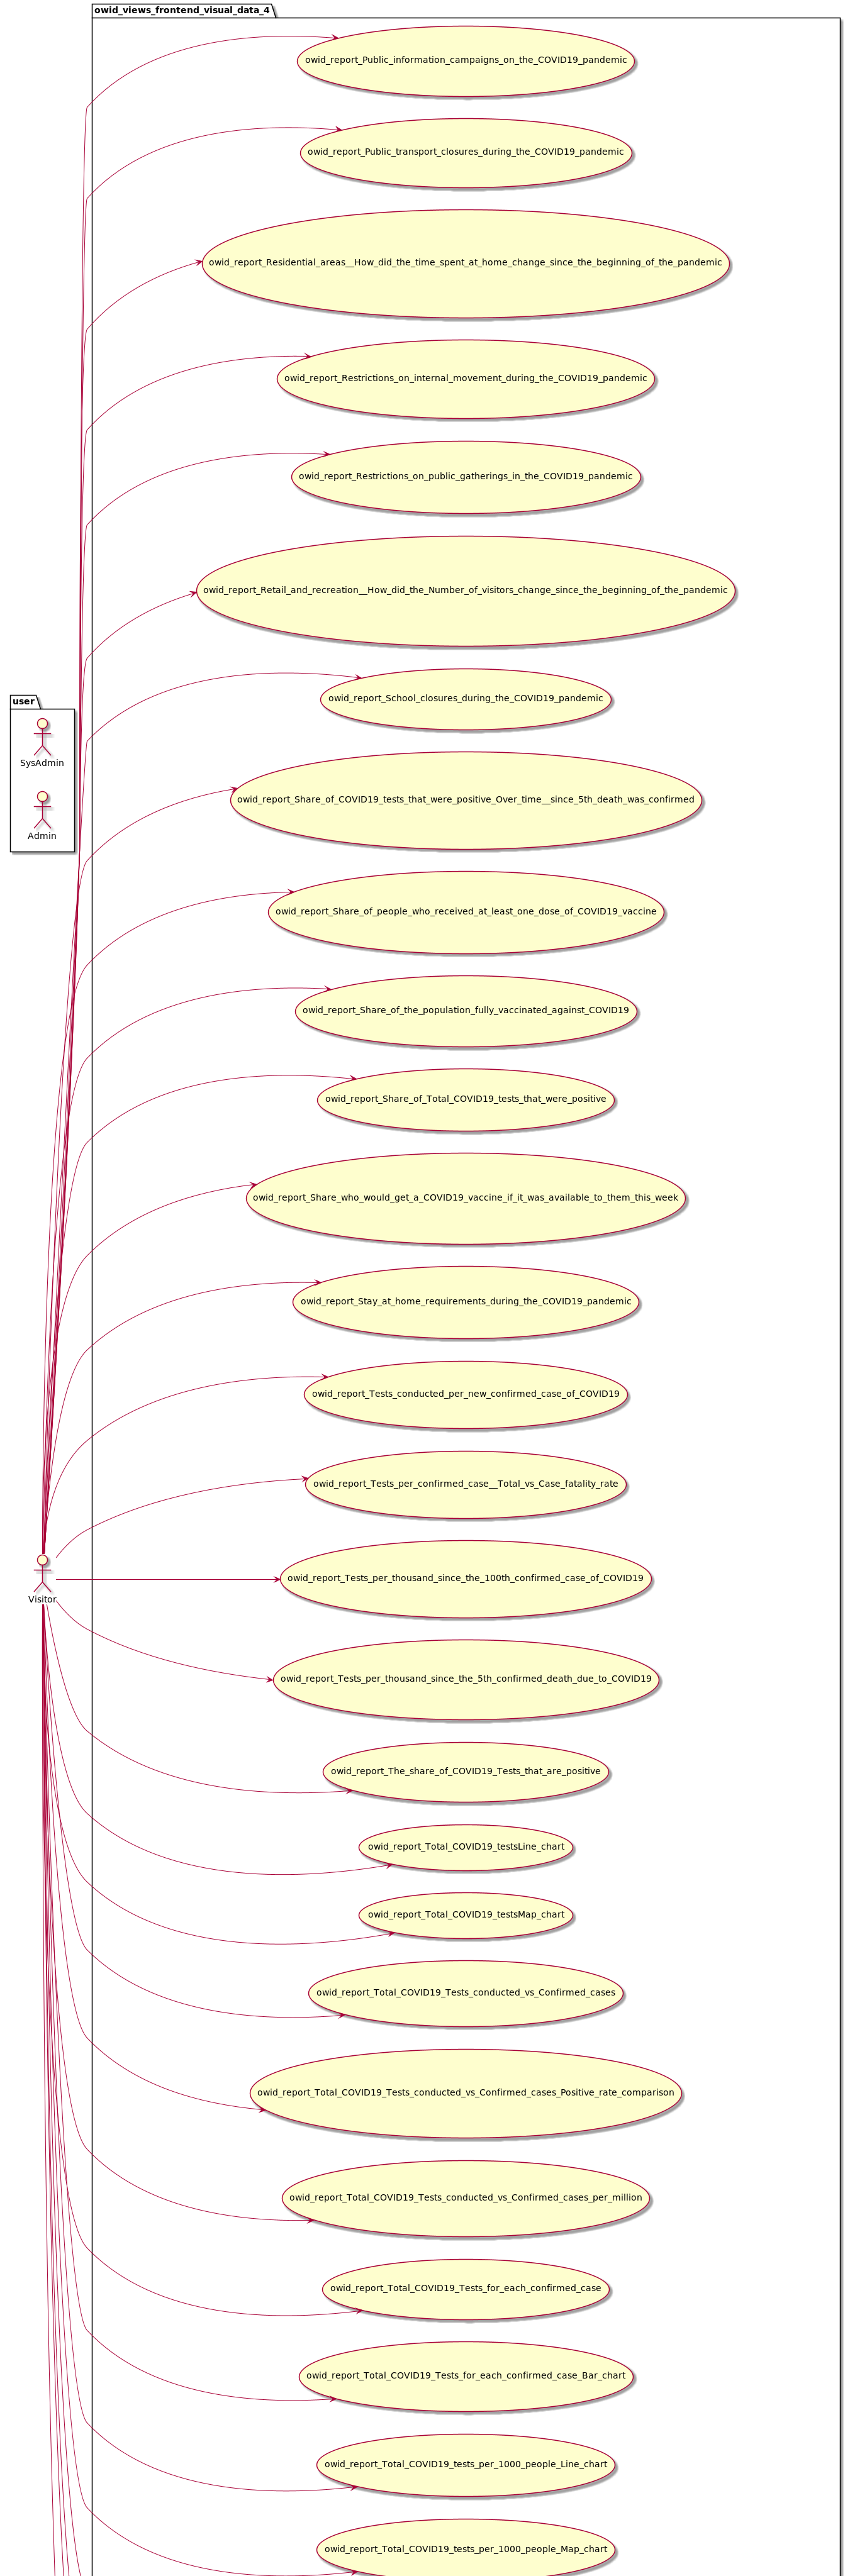 owid_views_frontend_visual_data_4
owid_report_Public_information_campaigns_on_the_COVID19_pandemic
owid_report_Public_transport_closures_during_the_COVID19_pandemic
owid_report_Residential_areas__How_did_the_time_spent_at_home_change_since_the_beginning_of_the_pandemic
owid_report_Restrictions_on_internal_movement_during_the_COVID19_pandemic
owid_report_Restrictions_on_public_gatherings_in_the_COVID19_pandemic
owid_report_Retail_and_recreation__How_did_the_Number_of_visitors_change_since_the_beginning_of_the_pandemic
owid_report_School_closures_during_the_COVID19_pandemic
user
SysAdmin
Admin
owid_report_Share_of_COVID19_tests_that_were_positive_Over_time__since_5th_death_was_confirmed
owid_report_Share_of_people_who_received_at_least_one_dose_of_COVID19_vaccine
owid_report_Share_of_the_population_fully_vaccinated_against_COVID19
owid_report_Share_of_Total_COVID19_tests_that_were_positive
owid_report_Share_who_would_get_a_COVID19_vaccine_if_it_was_available_to_them_this_week
owid_report_Stay_at_home_requirements_during_the_COVID19_pandemic
owid_report_Tests_conducted_per_new_confirmed_case_of_COVID19
owid_report_Tests_per_confirmed_case__Total_vs_Case_fatality_rate
owid_report_Tests_per_thousand_since_the_100th_confirmed_case_of_COVID19
Visitor
owid_report_Tests_per_thousand_since_the_5th_confirmed_death_due_to_COVID19
owid_report_The_share_of_COVID19_Tests_that_are_positive
owid_report_Total_COVID19_testsLine_chart
owid_report_Total_COVID19_testsMap_chart
owid_report_Total_COVID19_Tests_conducted_vs_Confirmed_cases
owid_report_Total_COVID19_Tests_conducted_vs_Confirmed_cases_Positive_rate_comparison
owid_report_Total_COVID19_Tests_conducted_vs_Confirmed_cases_per_million
owid_report_Total_COVID19_Tests_for_each_confirmed_case
owid_report_Total_COVID19_Tests_for_each_confirmed_case_Bar_chart
owid_report_Total_COVID19_tests_per_1000_people_Line_chart
owid_report_Total_COVID19_tests_per_1000_people_Map_chart